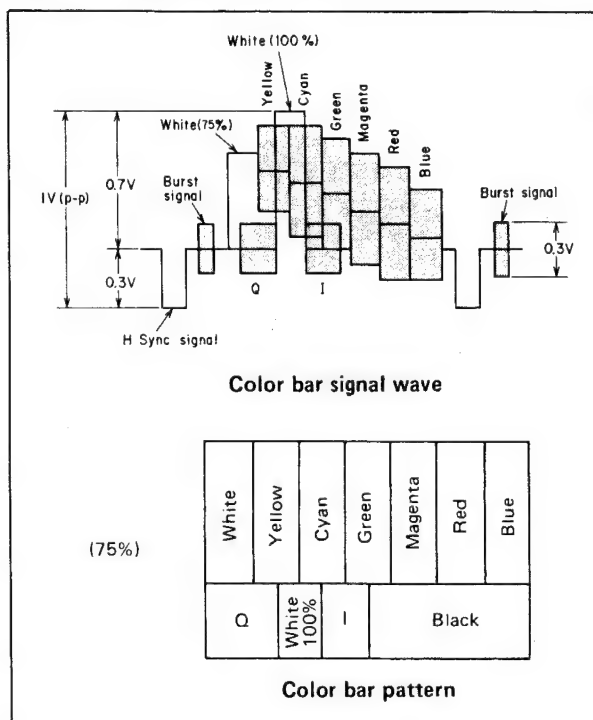 White (100%)
Yellow
Cyan
Green
Magenta
Red
Blue
White(75%)
Burst
signal
Burst signal
1V(p-p)
0.7V
0.3V
0.3V
Q
I
H Sync signal
Color bar signal wave
(75%)
White
Yellow
Cyan
Green
Magenta
Red
Blue
Q
White
100%
I
Black
Color bar pattern